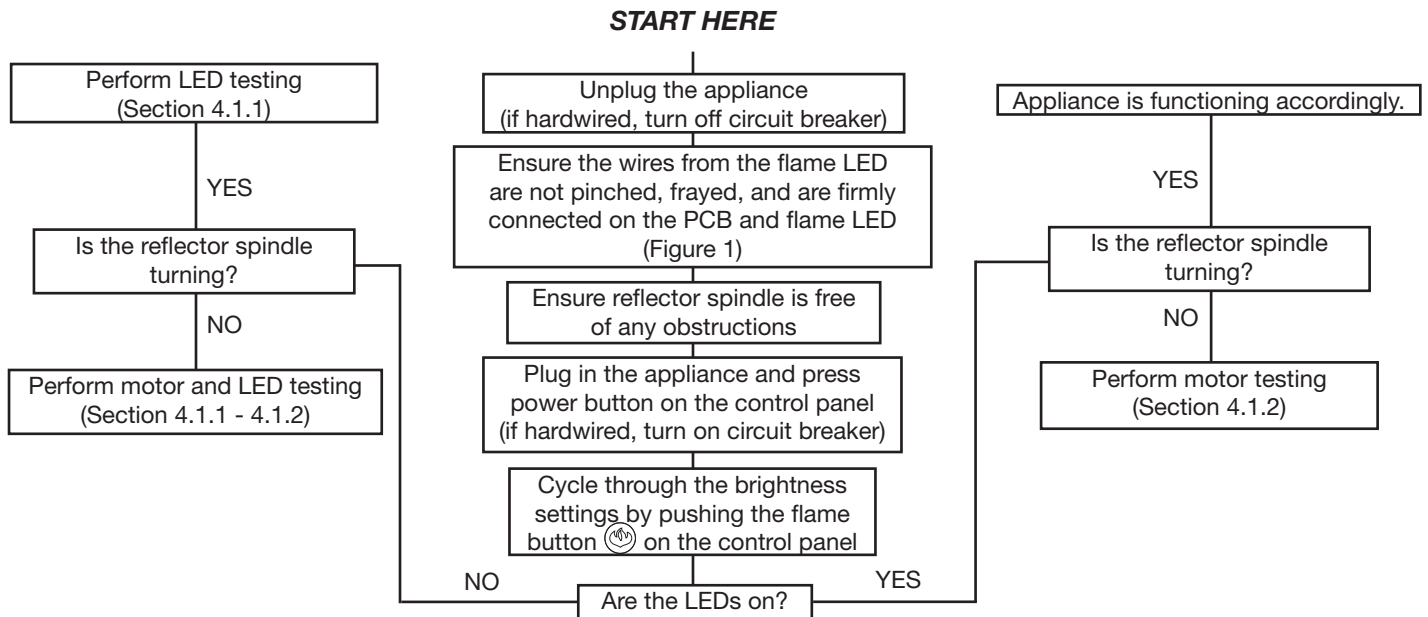 START HERE
Unplug the appliance
(if hardwired, turn off circuit breaker)
Ensure the wires from the flame LED
are not pinched, frayed, and are firmly
connected on the PCB and flame LED
(Figure 1)
Ensure reflector spindle is free
of any obstructions
Plug in the appliance and press
power button on the control panel
(if hardwired, turn on circuit breaker)
Cycle through the brightness
settings by pushing the flame
button on the control panel
Are the LEDs on?
NO
YES
Perform LED testing
(Section 4.1.1)
YES
Is the reflector spindle
turning?
NO
Perform motor and LED testing
(Section 4.1.1 - 4.1.2)
Appliance is functioning accordingly.
YES
Is the reflector spindle
turning?
NO
Perform motor testing
(Section 4.1.2)